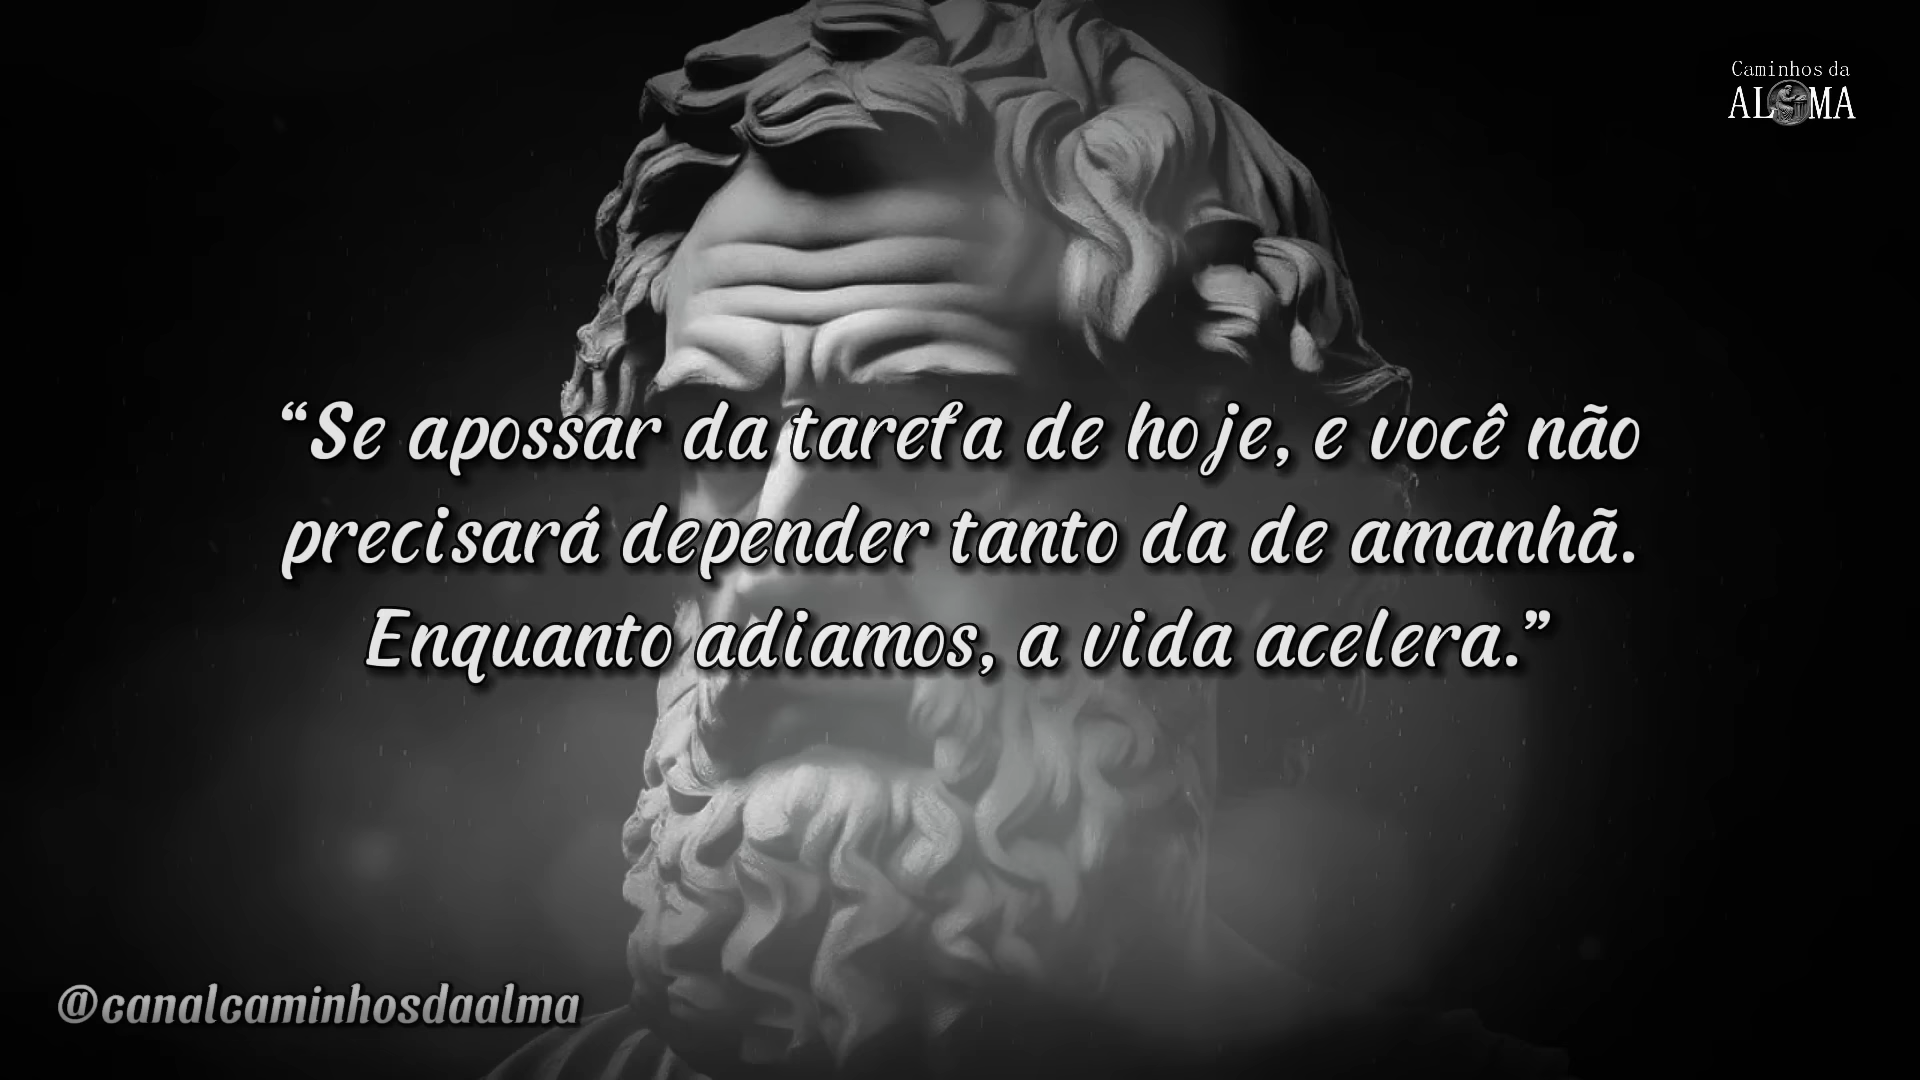 Caminhos da
ALMA
“Se apossar da tarefa de hoje, e você não
precisará depender tanto da de amanhã.
Enquanto adiamos, a vida acelera.”
@canalcaminhosdaalma